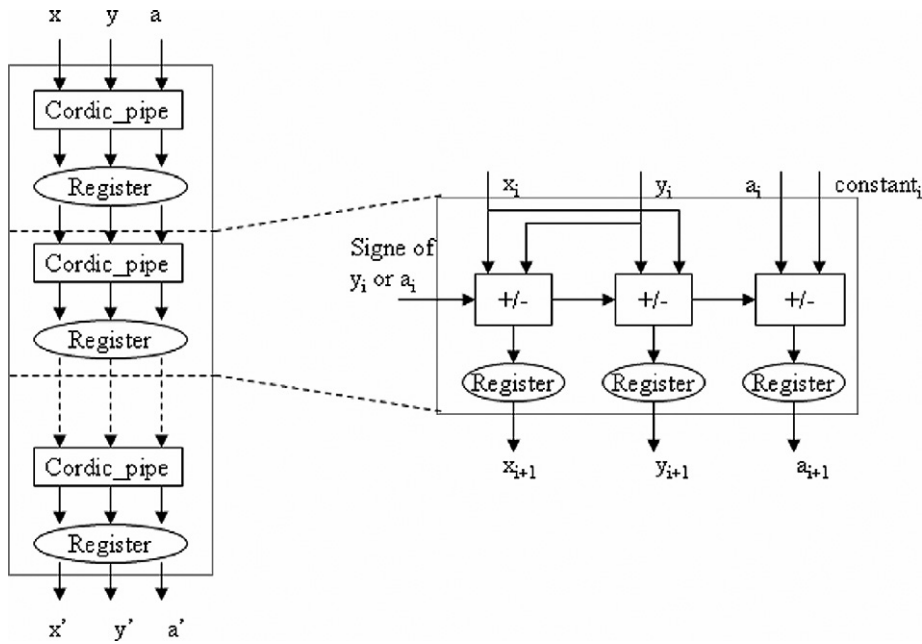 x y a
Cordic_pipe
Register
Cordic_pipe
Register
Cordic_pipe
Register
x' y' a'
xᵢ yᵢ aᵢ constantᵢ
Signe of
yᵢ or aᵢ
+/- +/- +/-
Register Register Register
xᵢ₊₁ yᵢ₊₁ aᵢ₊₁